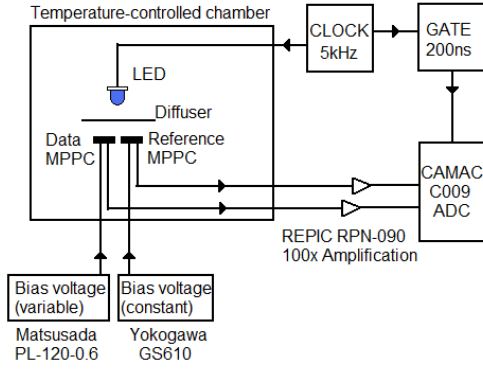 Temperature-controlled chamber
CLOCK
5kHz
GATE
200ns
LED
Diffuser
Data
MPPC
Reference
MPPC
CAMAC
C009
ADC
REPIC RPN-090
100x Amplification
Bias voltage
(variable)
Bias voltage
(constant)
Matsusada
PL-120-0.6
Yokogawa
GS610